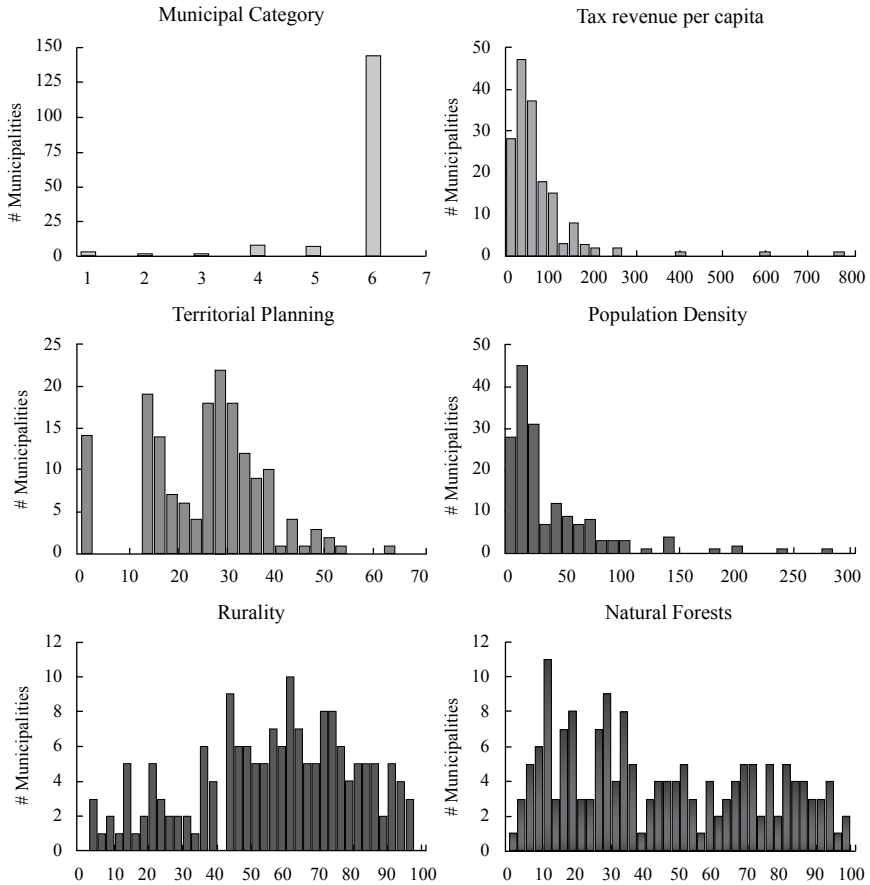 Municipal Category
# Municipalities
150
125
100
75
50
25
0
1 2 3 4 5 6 7
Tax revenue per capita
# Municipalities
50
40
30
20
10
0
0 100 200 300 400 500 600 700 800
Territorial Planning
# Municipalities
25
20
15
10
5
0
0 10 20 30 40 50 60 70
Population Density
# Municipalities
50
40
30
20
10
0
0 50 100 150 200 250 300
Rurality
# Municipalities
12
10
8
6
4
2
0
0 10 20 30 40 50 60 70 80 90 100
Natural Forests
# Municipalities
12
10
8
6
4
2
0
0 10 20 30 40 50 60 70 80 90 100